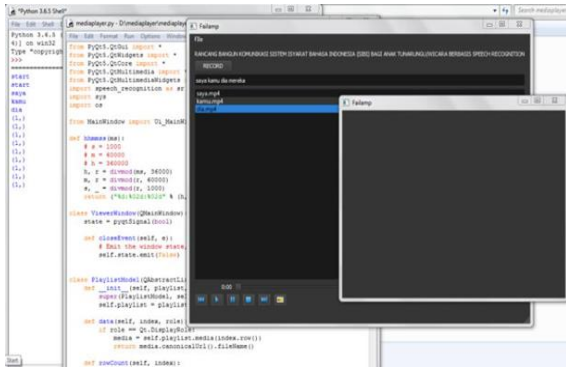 *Python 3.6.5 Shell*
File Edit Shell
Python 3.6.5 (
4)] on win32
Type "copyrigh
>>>
start
start
saya
kamu
dia
(1,)
(1,)
(1,)
(1,)
(1,)
(1,)
(1,)
mediaplayer.py - D:\mediaplayer\mediaplay
File Edit Format Run Options Window
from PyQt5.QtGui import *
from PyQt5.QtWidgets import *
from PyQt5.QtCore import *
from PyQt5.QtMultimedia import *
from PyQt5.QtMultimediaWidgets
import speech_recognition as sr
import sys
import os
from MainWindow import Ui_MainWi
def hhmmss(ms):
# s = 1000
# m = 60000
# h = 360000
h, r = divmod(ms, 36000)
m, r = divmod(r, 60000)
s, _ = divmod(r, 1000)
return ("%d:%02d:%02d" % (h,
class ViewerWindow(QMainWindow)
state = pyqtSignal(bool)
def closeEvent(self, e):
# Emit the window state,
self.state.emit(False)
class PlaylistModel(QAbstractLi
def __init__(self, playlist,
super(PlaylistModel, se
self.playlist = playlis
def data(self, index, role)
if role == Qt.DisplayRole:
media = self.playlist.media(index.row())
return media.canonicalUrl().fileName()
def rowCount(self, index):
Failamp
File
RANCANG BANGUN KOMUNIKASI SISTEM ISYARAT BAHASA INDONESIA (SIBI) BAGI ANAK TUNARUNGU/WICARA BERBASIS SPEECH RECOGNITION
RECORD
saya kamu dia mereka
saya.mp4
kamu.mp4
dia.mp4
0:00
Failamp
Search mediaplayer
Start